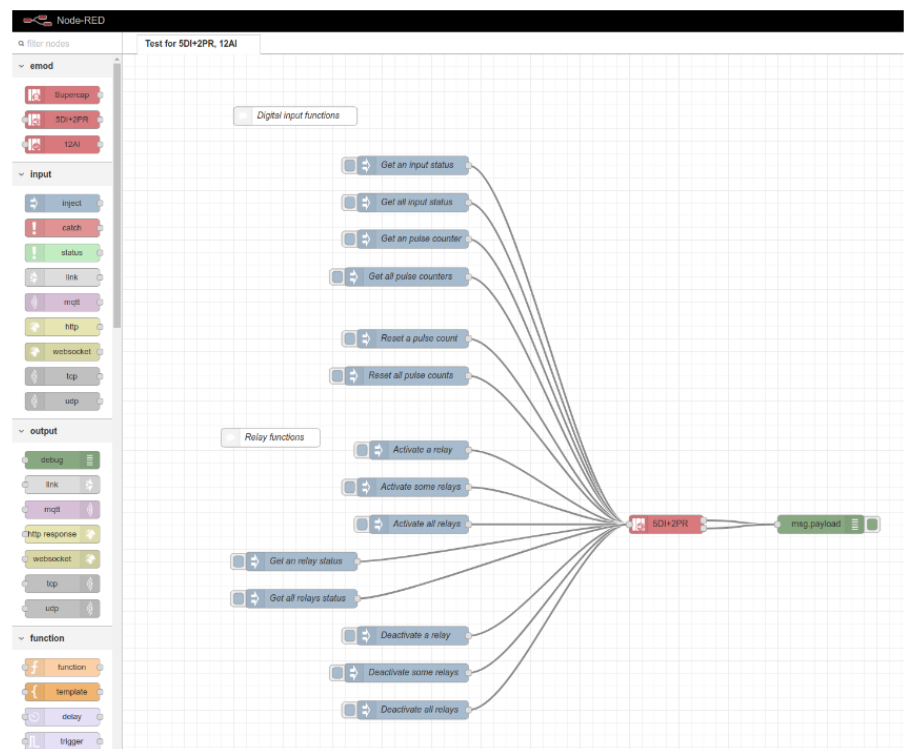 Node-RED
filter nodes
Test for 5DI+2PR, 12AI
emod
Supercap
5DI+2PR
12AI
input
inject
catch
status
link
mqtt
http
websocket
tcp
udp
output
debug
link
mqtt
http response
websocket
tcp
udp
function
function
template
delay
trigger
Digital input functions
Get an input status
Get all input status
Get an pulse counter
Get all pulse counters
Reset a pulse count
Reset all pulse counts
Relay functions
Activate a relay
Activate some relays
Activate all relays
Get an relay status
Get all relays status
Deactivate a relay
Deactivate some relays
Deactivate all relays
5DI+2PR
msg.payload